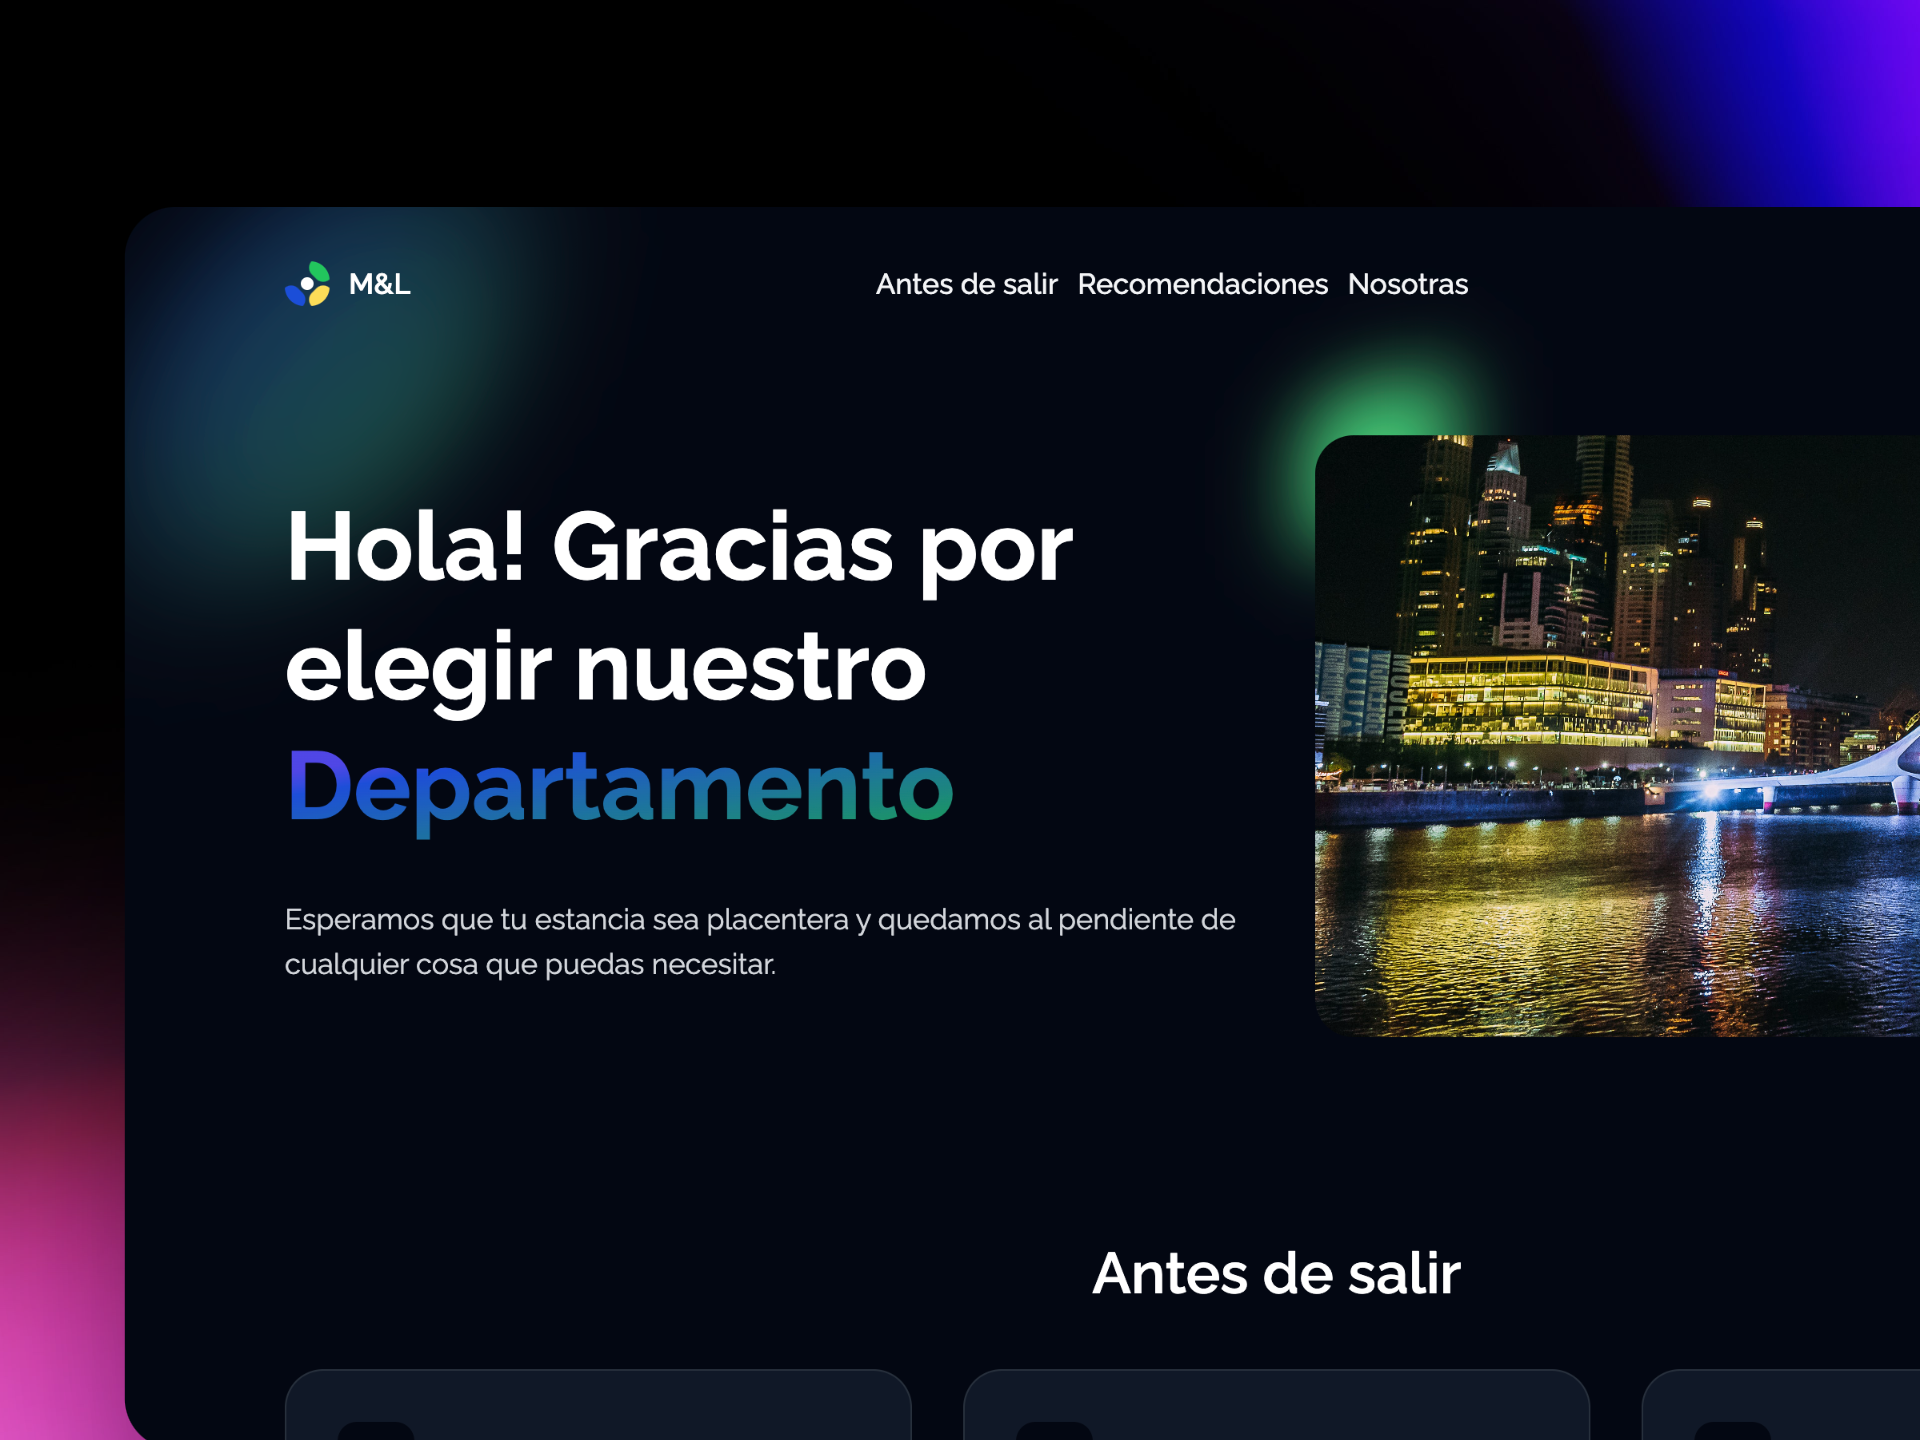 M&L
Antes de salir Recomendaciones Nosotras
Hola! Gracias por
elegir nuestro
Departamento
Esperamos que tu estancia sea placentera y quedamos al pendiente de
cualquier cosa que puedas necesitar.
Antes de salir